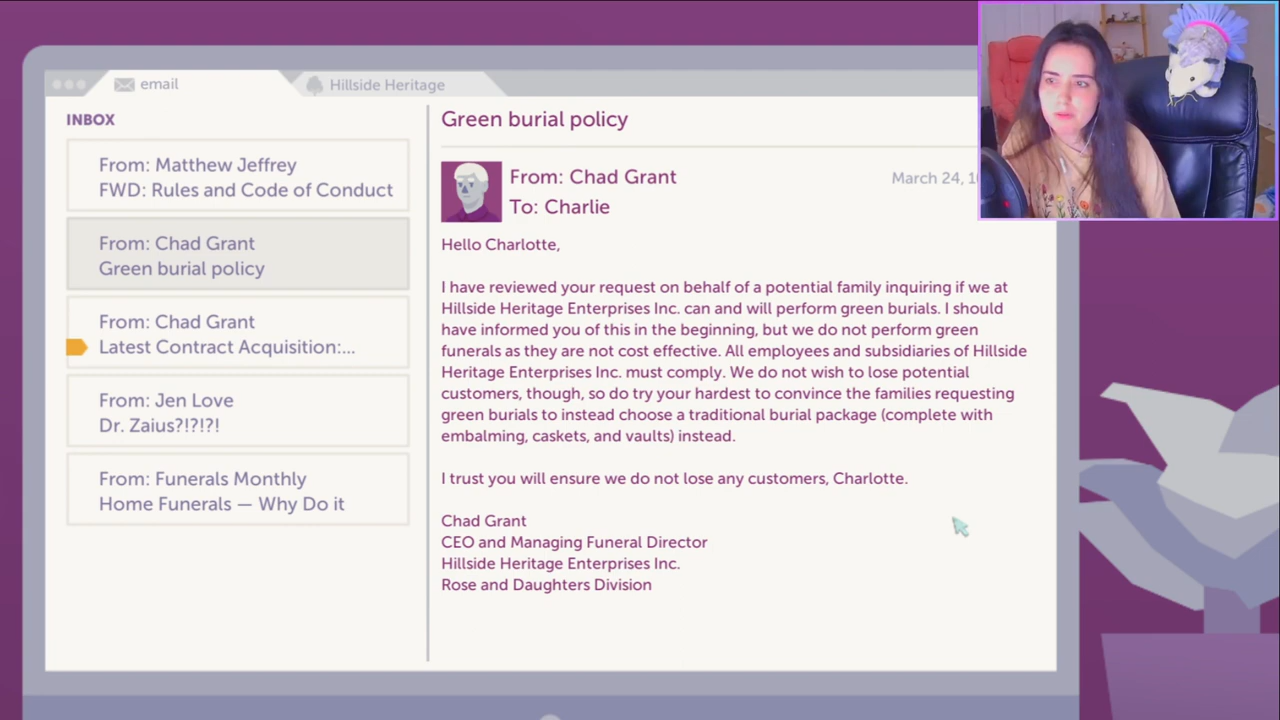 email
Hillside Heritage
INBOX
From: Matthew Jeffrey
FWD: Rules and Code of Conduct
From: Chad Grant
Green burial policy
From: Chad Grant
Latest Contract Acquisition:...
From: Jen Love
Dr. Zaius?!?!?!
From: Funerals Monthly
Home Funerals — Why Do it
Green burial policy
From: Chad Grant
March 24,
To: Charlie
Hello Charlotte,
I have reviewed your request on behalf of a potential family inquiring if we at
Hillside Heritage Enterprises Inc. can and will perform green burials. I should
have informed you of this in the beginning, but we do not perform green
funerals as they are not cost effective. All employees and subsidiaries of Hillside
Heritage Enterprises Inc. must comply. We do not wish to lose potential
customers, though, so do try your hardest to convince the families requesting
green burials to instead choose a traditional burial package (complete with
embalming, caskets, and vaults) instead.
I trust you will ensure we do not lose any customers, Charlotte.
Chad Grant
CEO and Managing Funeral Director
Hillside Heritage Enterprises Inc.
Rose and Daughters Division